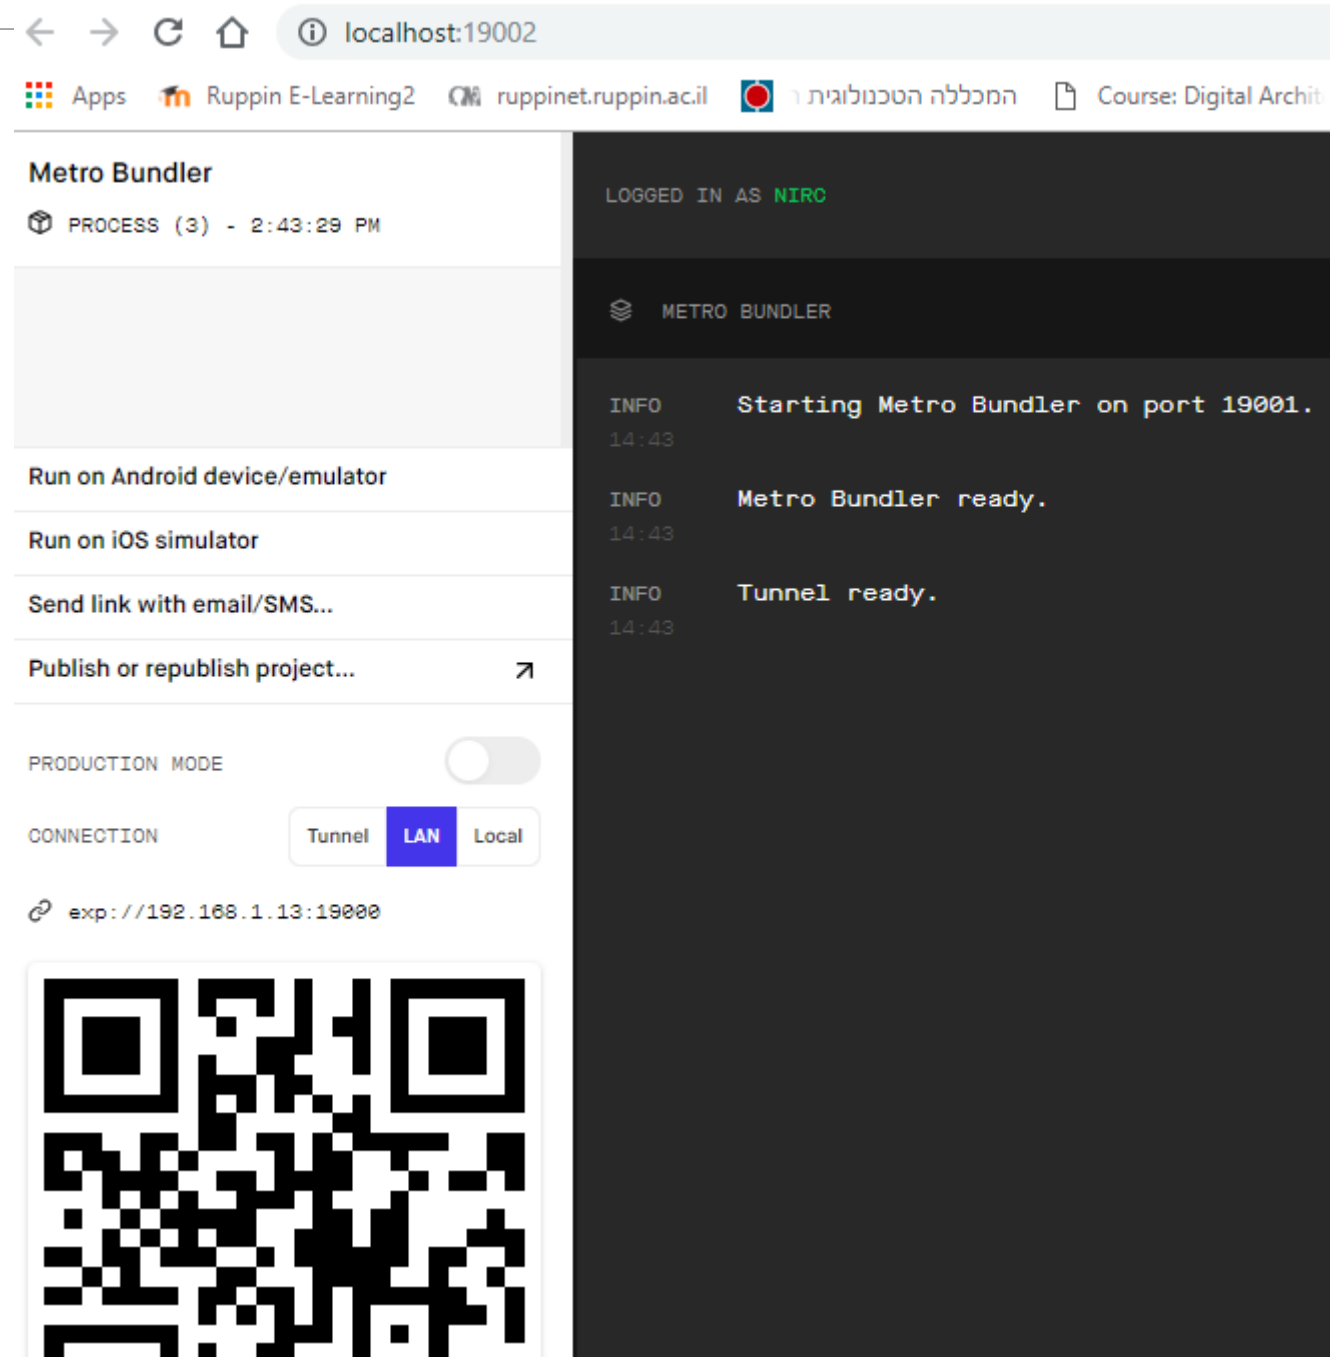 localhost:19002
Apps Ruppin E-Learning2 ruppinet.ruppin.ac.il המכללה הטכנולוגית Course: Digital Archit
Metro Bundler
PROCESS (3) - 2:43:29 PM
Run on Android device/emulator
Run on iOS simulator
Send link with email/SMS...
Publish or republish project...
PRODUCTION MODE
CONNECTION Tunnel LAN Local
exp://192.168.1.13:19000
LOGGED IN AS NIRC
METRO BUNDLER
INFO Starting Metro Bundler on port 19001.
14:43
INFO Metro Bundler ready.
14:43
INFO Tunnel ready.
14:43